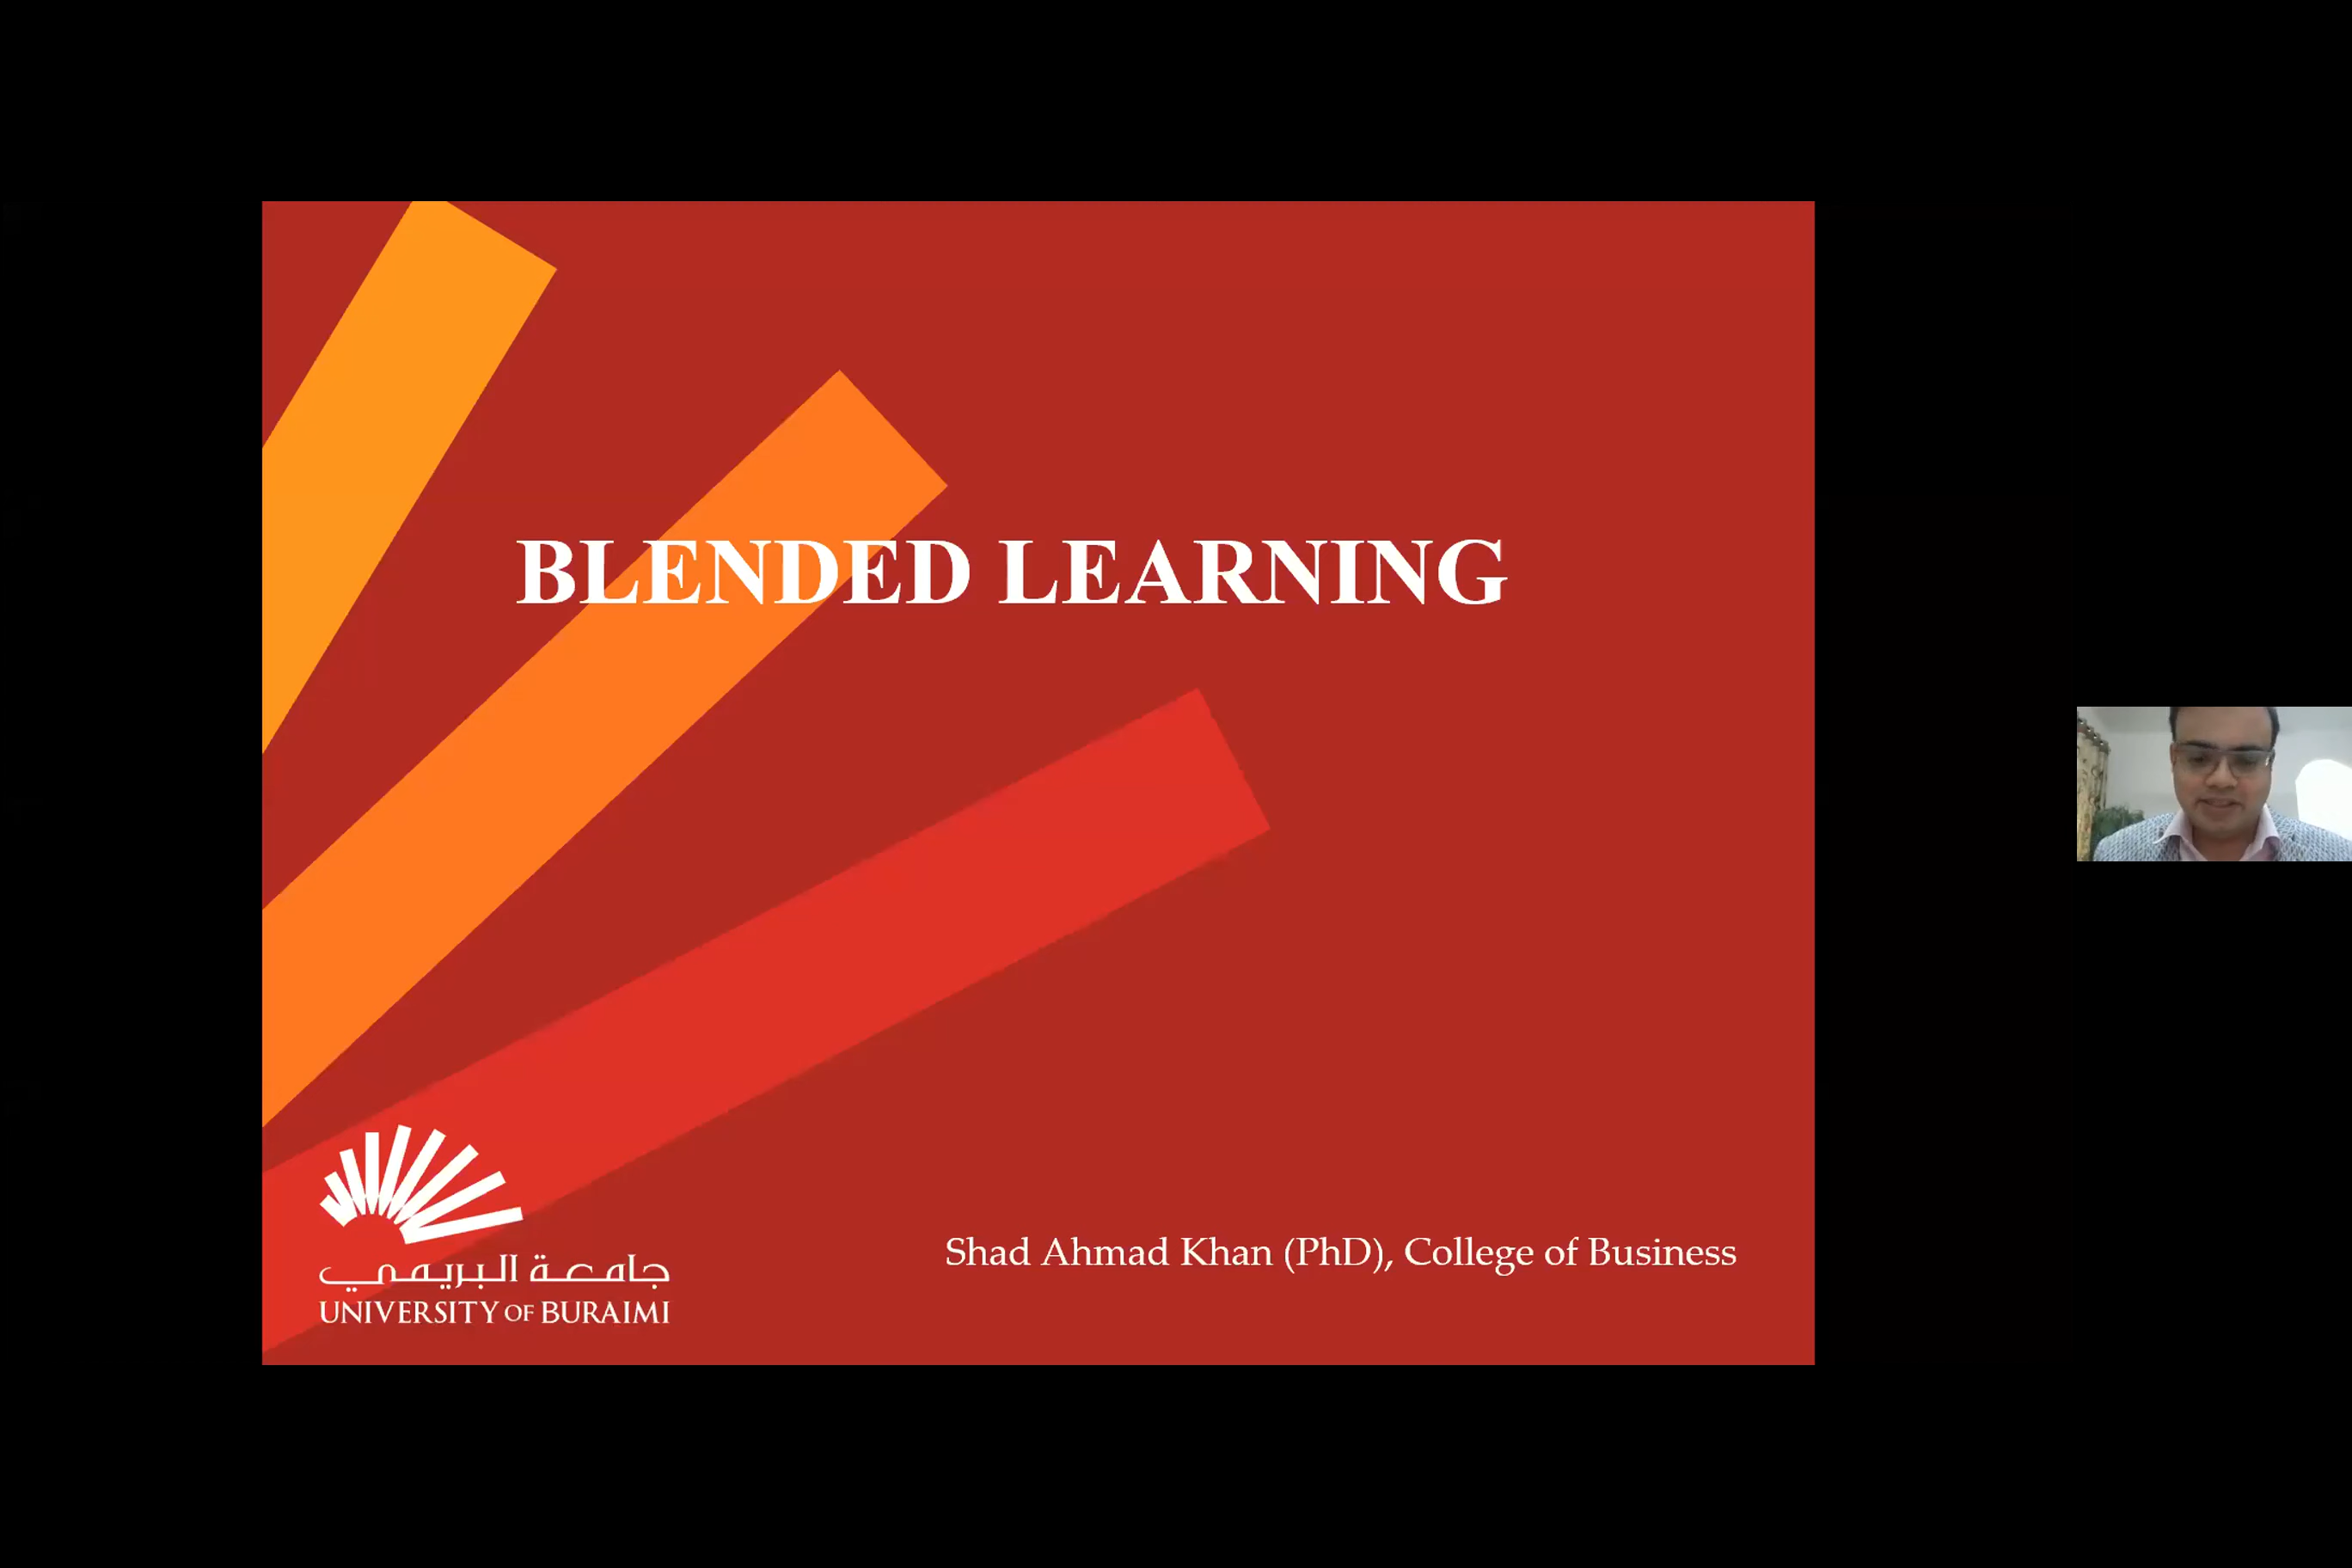 BLENDED LEARNING
Shad Ahmad Khan (PhD), College of Business
جامعة البريمي
UNIVERSITY OF BURAIMI